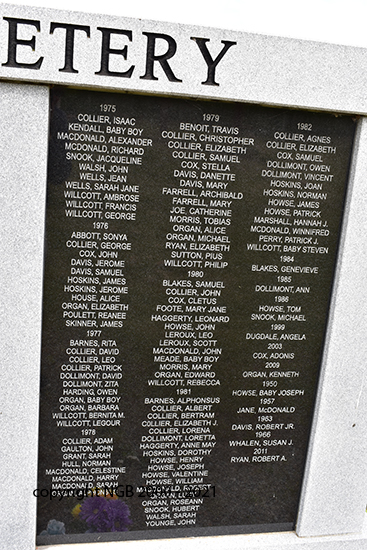 ETERY
1975
COLLIER, ISAAC
KENDALL, BABY BOY
MACDONALD, ALEXANDER
MCDONALD, RICHARD
SNOOK, JACQUELINE
WALSH, JOHN
WELLS, JEAN
WELLS, SARAH JANE
WILLCOTT, AMBROSE
WILLCOTT, FRANCIS
WILLCOTT, GEORGE
1976
ABBOTT, SONYA
COLLIER, GEORGE
COX, JOHN
DAVIS, JEROME
DAVIS, SAMUEL
HOSKINS, JAMES
HOSKINS, JEROME
HOUSE, ALICE
ORGAN, ELIZABETH
POULETT, REANEE
SKINNER, JAMES
1977
BARNES, RITA
COLLIER, DAVID
COLLIER, LEO
COLLIER, PATRICK
DOLLIMONT, DAVID
DOLLIMONT, ZITA
HARDING, OWEN
ORGAN, BABY BOY
ORGAN, BARBARA
WILLCOTT, BERNITA M.
WILLCOTT, LEGOUR
1978
COLLIER, ADAM
GAULTON, JOHN
GRANT, SARAH
HULL, NORMAN
MACDONALD, CELESTINE
MACDONALD, HARRY
MACDONALD, SARAH
1979
BENOIT, TRAVIS
COLLIER, CHRISTOPHER
COLLIER, ELIZABETH
COLLIER, SAMUEL
COX, STELLA
DAVIS, DANETTE
DAVIS, MARY
FARRELL, ARCHIBALD
FARRELL, MARY
JOE, CATHERINE
MORRIS, TOBIAS
ORGAN, ALICE
ORGAN, MICHAEL
RYAN, ELIZABETH
SUTTON, PIUS
WILLCOTT, PHILIP
1980
BLAKES, SAMUEL
COLLIER, JOHN
COX, CLETUS
FOOTE, MARY JANE
HAGGERTY, LEONARD
HOWSE, JOHN
LEROUX, LEO
LEROUX, SCOTT
MACDONALD, JOHN
MEADE, BABY BOY
MORRIS, MARY
ORGAN, EDWARD
WILLCOTT, REBECCA
1981
BARNES, ALPHONSUS
COLLIER, ALBERT
COLLIER, BERTRAM
COLLIER, ELIZABETH J.
COLLIER, LORENA
DOLLIMONT, LORETTA
HAGGERTY, ANNE MAY
HOSKINS, DOROTHY
HOWSE, HENRY
HOWSE, JOSEPH
HOWSE, VALENTINE
HOWSE, WILLIAM
ORGAN, ROSEANN
SNOOK, HUBERT
WALSH, SARAH
YOUNGE, JOHN
1982
COLLIER, AGNES
COLLIER, ELIZABETH
COX, SAMUEL
DOLLIMONT, OWEN
DOLLIMONT, VINCENT
HOSKINS, JOAN
HOSKINS, NORMAN
HOWSE, JAMES
HOWSE, PATRICK
MARSHALL, HANNAH J.
MCDONALD, WINNIFRED
PERRY, PATRICK J.
WILLCOTT, BABY STEVEN
1984
BLAKES, GENEVIEVE
1985
DOLLIMONT, ANN
1986
HOWSE, TOM
SNOOK, MICHAEL
1999
DUGDALE, ANGELA
2003
COX, ADONIS
2009
ORGAN, KENNETH
1950
HOWSE, BABY JOSEPH
1957
JANE, MCDONALD
1963
DAVIS, ROBERT JR.
1966
WHALEN, SUSAN J.
2011
RYAN, ROBERT A.
copyright NGB 2021